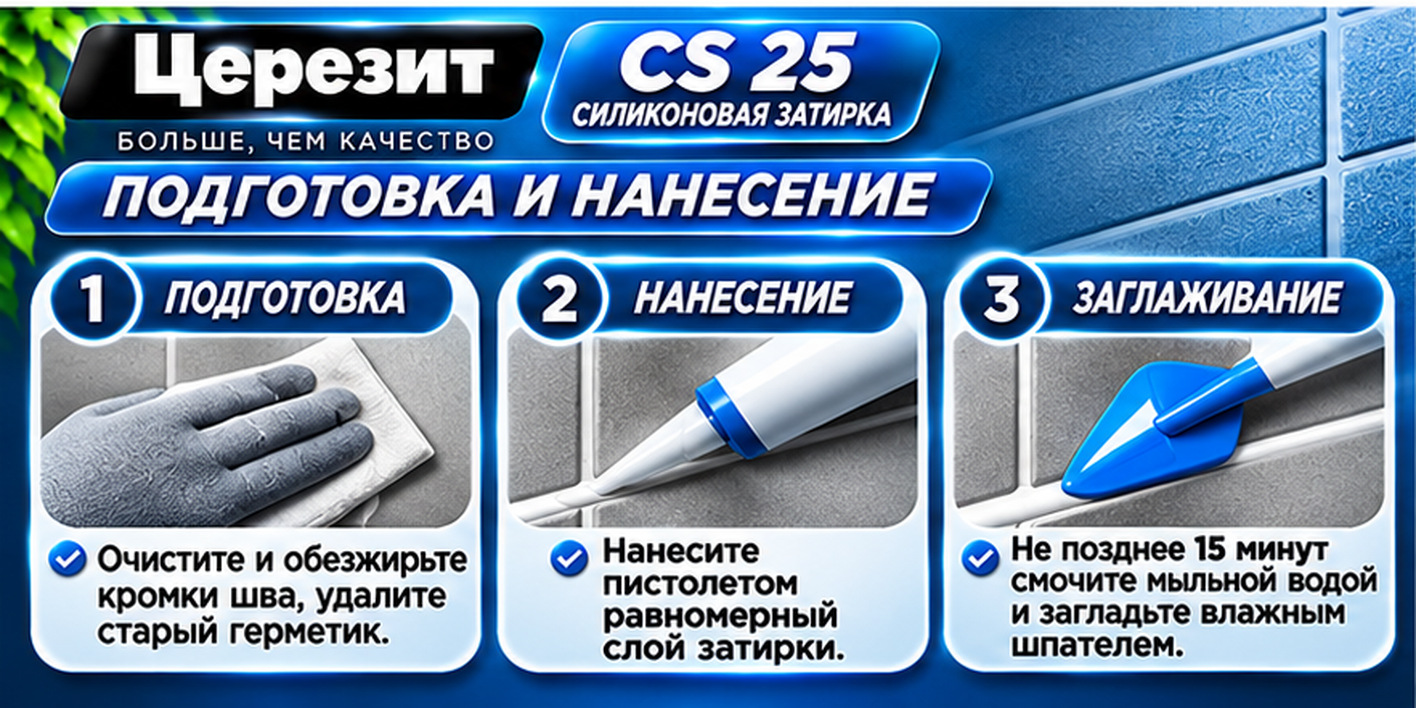 Церезит
БОЛЬШЕ, ЧЕМ КАЧЕСТВО
CS 25
СИЛИКОНОВАЯ ЗАТИРКА
ПОДГОТОВКА И НАНЕСЕНИЕ
1 ПОДГОТОВКА
Очистите и обезжирьте
кромки шва, удалите
старый герметик.
2 НАНЕСЕНИЕ
Нанесите
пистолетом
равномерный
слой затирки.
3 ЗАГЛАЖИВАНИЕ
Не позднее 15 минут
смочите мыльной водой
и загладьте влажным
шпателем.